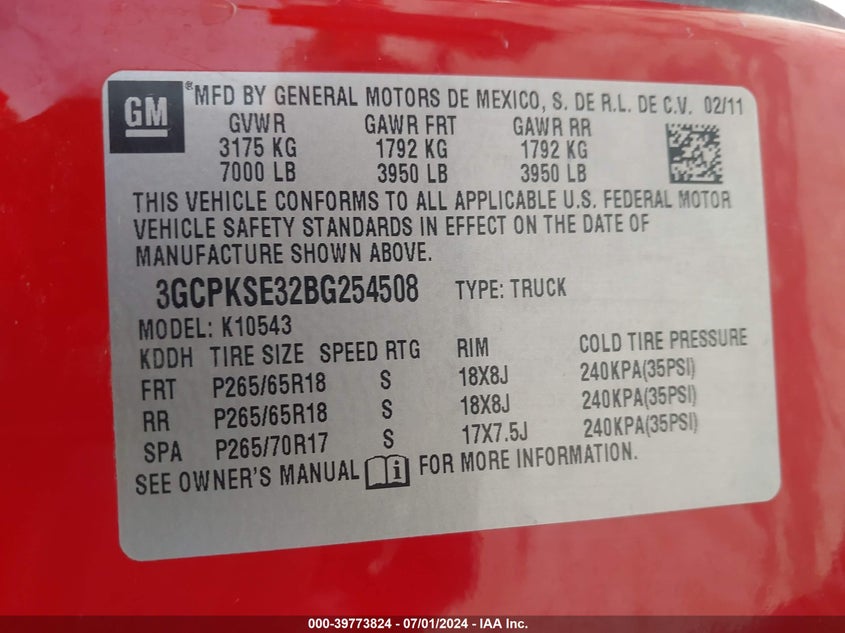 GM
® MFD BY GENERAL MOTORS DE MEXICO, S. DE R.L. DE C.V. 02/11
GVWR GAWR FRT GAWR RR
3175 KG 1792 KG 1792 KG
7000 LB 3950 LB 3950 LB
THIS VEHICLE CONFORMS TO ALL APPLICABLE U.S. FEDERAL MOTOR
VEHICLE SAFETY STANDARDS IN EFFECT ON THE DATE OF
MANUFACTURE SHOWN ABOVE.
3GCPKSE32BG254508 TYPE: TRUCK
MODEL: K10543
KDDH TIRE SIZE SPEED RTG RIM COLD TIRE PRESSURE
FRT P265/65R18 S 18X8J 240KPA(35PSI)
RR P265/65R18 S 18X8J 240KPA(35PSI)
SPA P265/70R17 S 17X7.5J 240KPA(35PSI)
SEE OWNER'S MANUAL i FOR MORE INFORMATION.
000-39773824 / 07/01/2024 - IAA Inc.